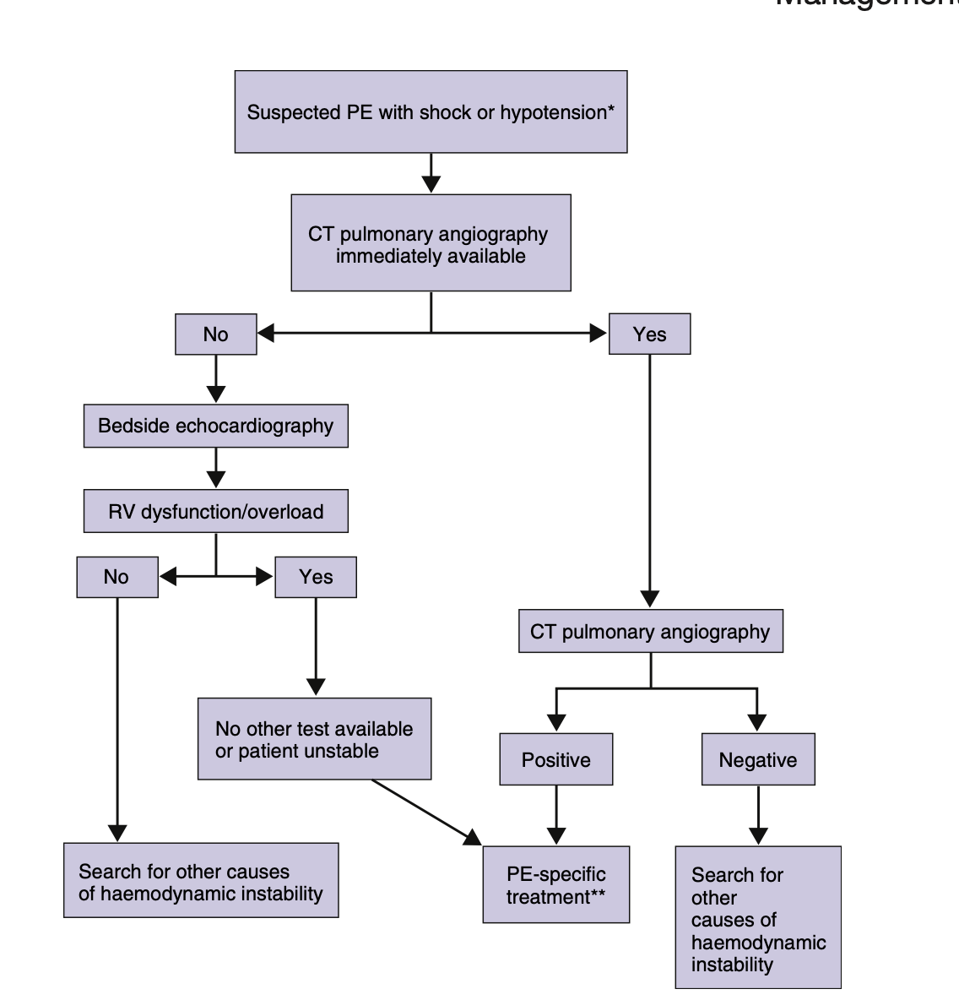 Management
Suspected PE with shock or hypotension*
CT pulmonary angiography
immediately available
No
Yes
Bedside echocardiography
RV dysfunction/overload
No
Yes
CT pulmonary angiography
No other test available
or patient unstable
Positive
Negative
Search for other causes
of haemodynamic instability
PE-specific
treatment**
Search for
other
causes of
haemodynamic
instability